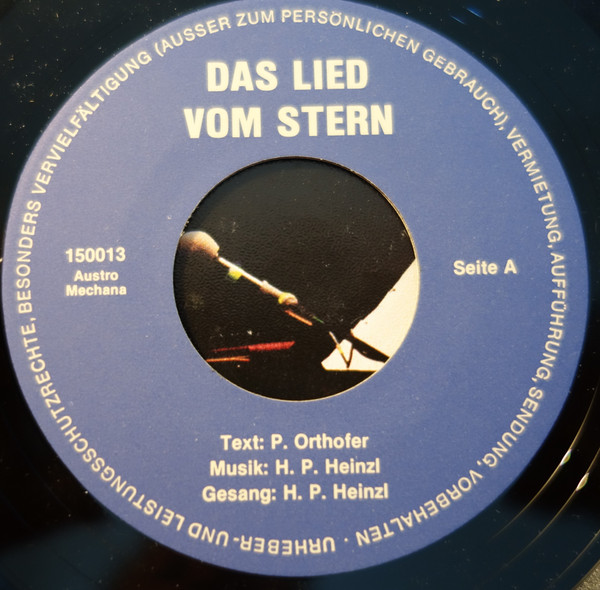 DAS LIED
VOM STERN
150013
Austro
Mechana
Seite A
Text: P. Orthofer
Musik: H. P. Heinzl
Gesang: H. P. Heinzl
URHEBER- UND LEISTUNGSSCHUTZRECHTE, BESONDERS VERVIELFÄLTIGUNG (AUSSER ZUM PERSÖNLICHEN GEBRAUCH), VERMIETUNG, AUFFÜHRUNG, SENDUNG, VORBEHALTEN ·